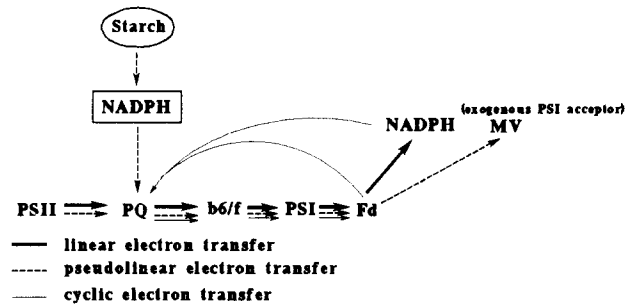 Starch
NADPH
(exogenous PSI acceptor)
NADPH MV
PSII PQ b6/f PSI Fd
linear electron transfer
pseudolinear electron transfer
cyclic electron transfer